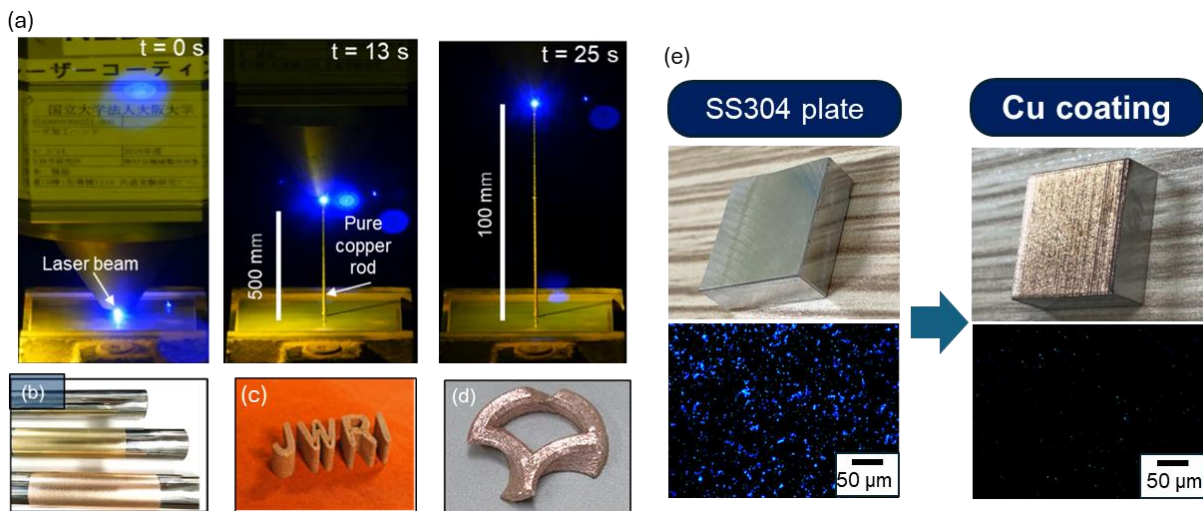 (a)
t = 0 s
ーザーコーティン
国立大学法人大阪大学
Laser beam
t = 13 s
500 mm
Pure
copper
rod
t = 25 s
100 mm
(b)
(c)
JWRI
(d)
(e)
SS304 plate
Cu coating
50 µm
50 µm